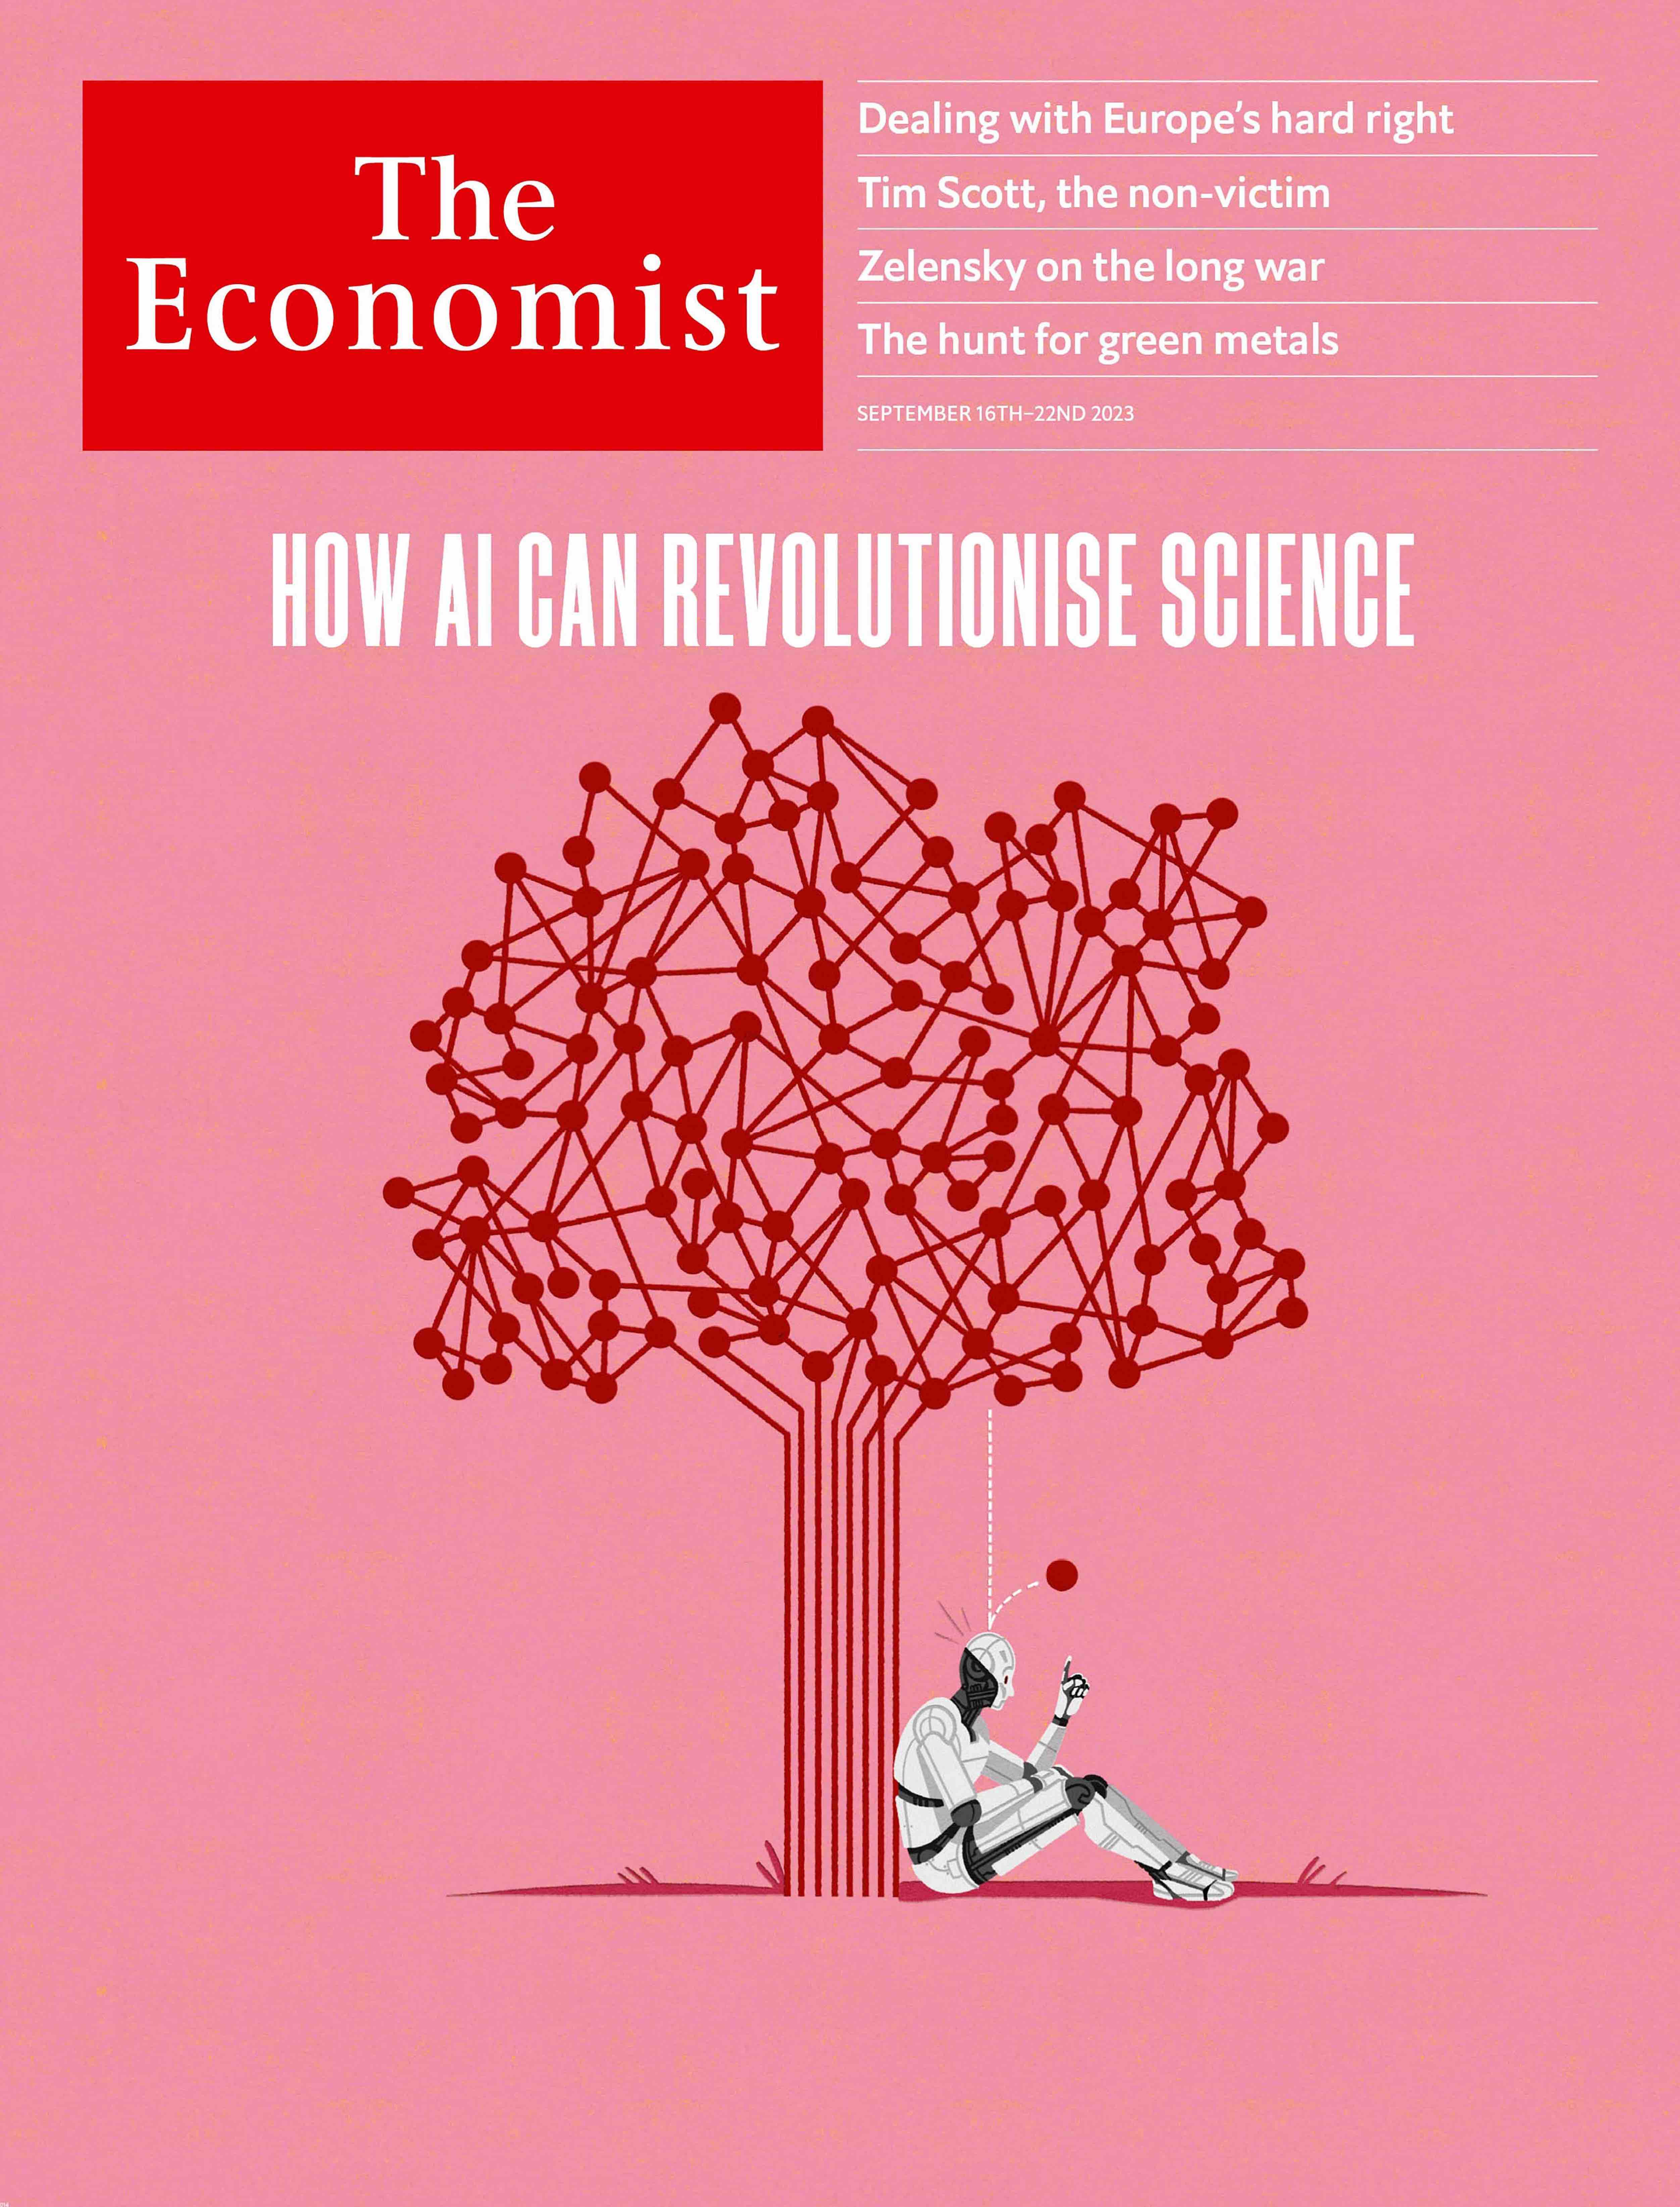 The
Economist
Dealing with Europe’s hard right
Tim Scott, the non-victim
Zelensky on the long war
The hunt for green metals
SEPTEMBER 16TH–22ND 2023
HOW AI CAN REVOLUTIONISE SCIENCE